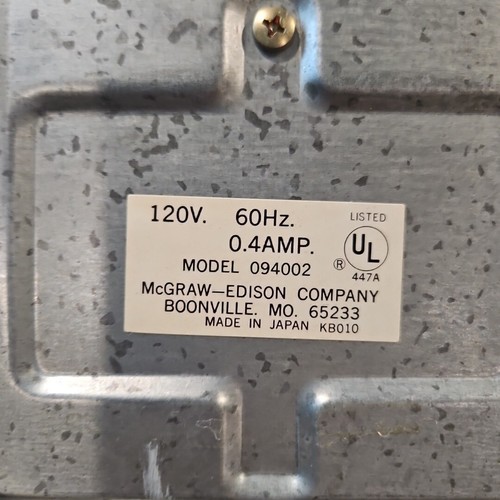 120V. 60Hz.
LISTED
0.4AMP.
UL
®
MODEL 094002
447A
McGRAW—EDISON COMPANY
BOONVILLE. MO. 65233
MADE IN JAPAN KB010